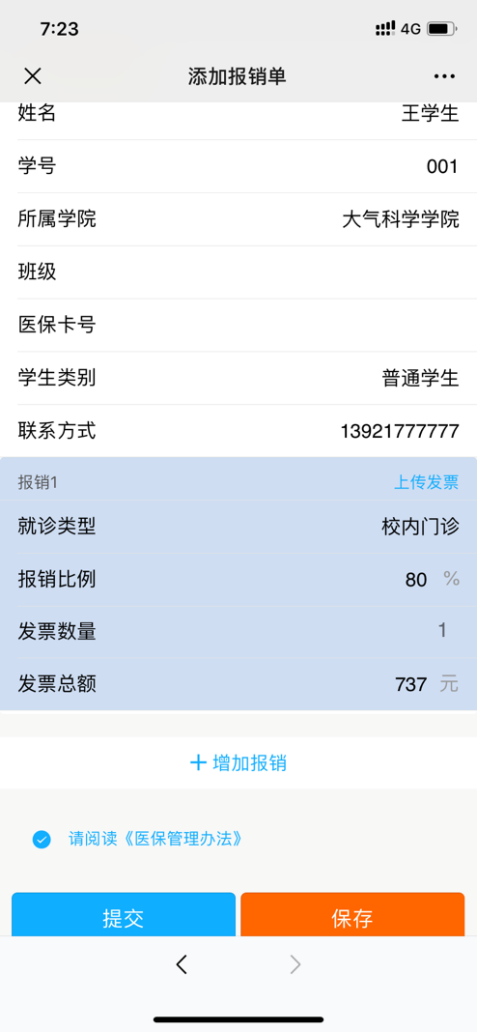 7:23 4G
添加报销单
姓名 王学生
学号 001
所属学院 大气科学学院
班级
医保卡号
学生类别 普通学生
联系方式 13921777777
报销1 上传发票
就诊类型 校内门诊
报销比例 80 %
发票数量 1
发票总额 737 元
+ 增加报销
请阅读《医保管理办法》
提交 保存